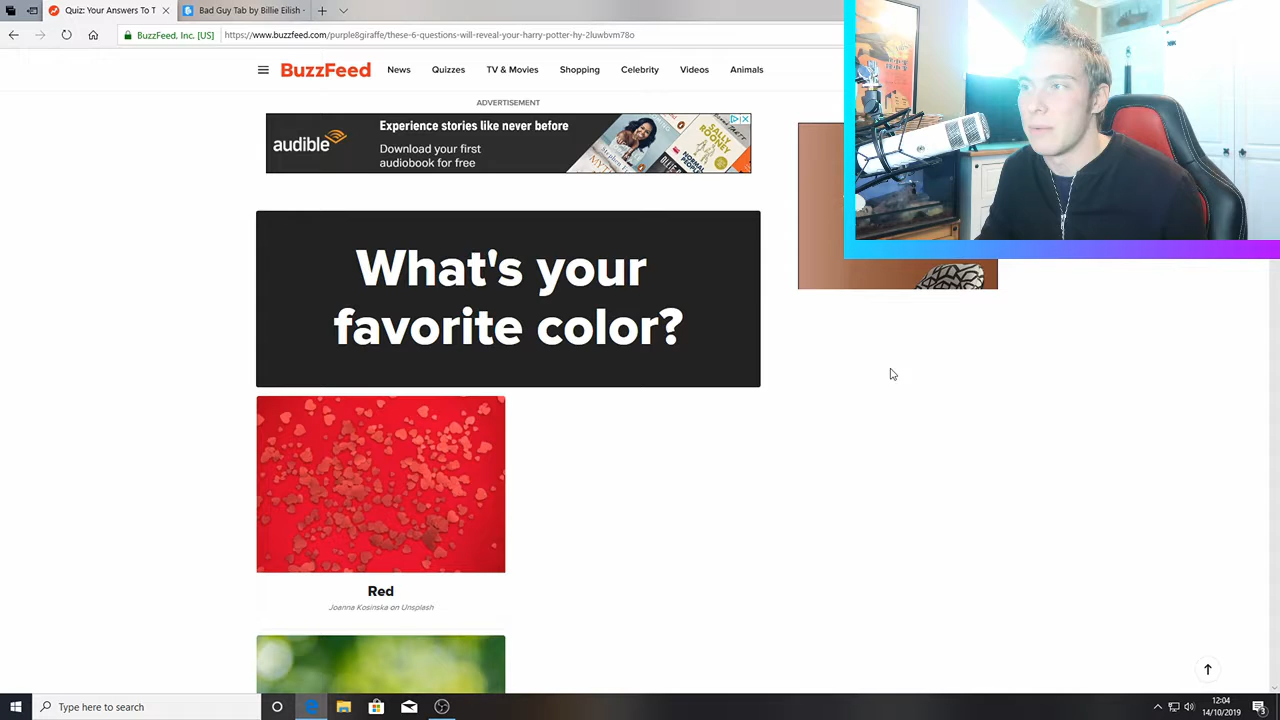 Quiz: Your Answers To T
Bad Guy Tab by Billie Eilish -
BuzzFeed, Inc. [US]
https://www.buzzfeed.com/purple8giraffe/these-6-questions-will-reveal-your-harry-potter-hy-2luwbvm78o
BuzzFeed
News
Quizzes
TV & Movies
Shopping
Celebrity
Videos
Animals
ADVERTISEMENT
audible
Experience stories like never before
Download your first
audiobook for free
SALLY
ROONEY
What's your
favorite color?
Red
Joanna Kosinska on Unsplash
Type here to search
12:04
14/10/2019
3